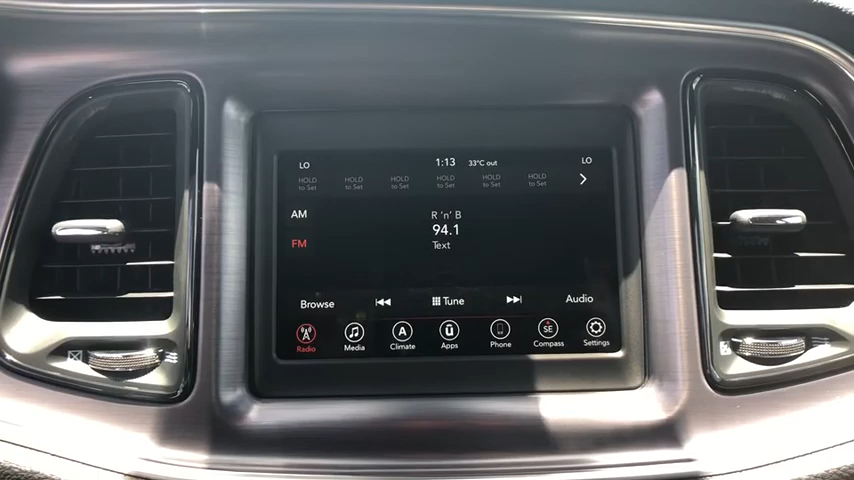 LO 1:13 33°C out LO
HOLD to Set HOLD to Set HOLD to Set HOLD to Set HOLD to Set HOLD to Set
AM
FM
R 'n' B
94.1
Text
Browse Tune Audio
A Ü SE
Radio Media Climate Apps Phone Compass Settings